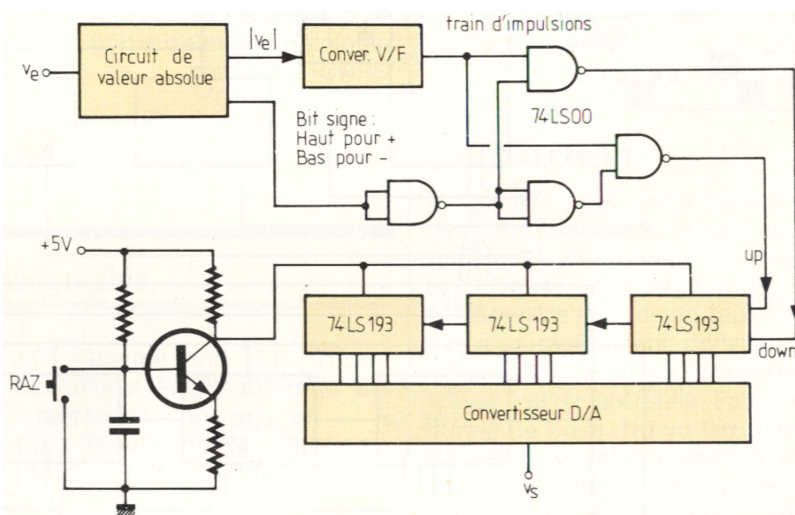 train d'impulsions
|ve|
ve
Circuit de
valeur absolue
Conver. V/F
74LS00
Bit signe :
Haut pour +
Bas pour -
+5V
up
74LS193
74LS193
74LS193
down
RAZ
Convertisseur D/A
vs